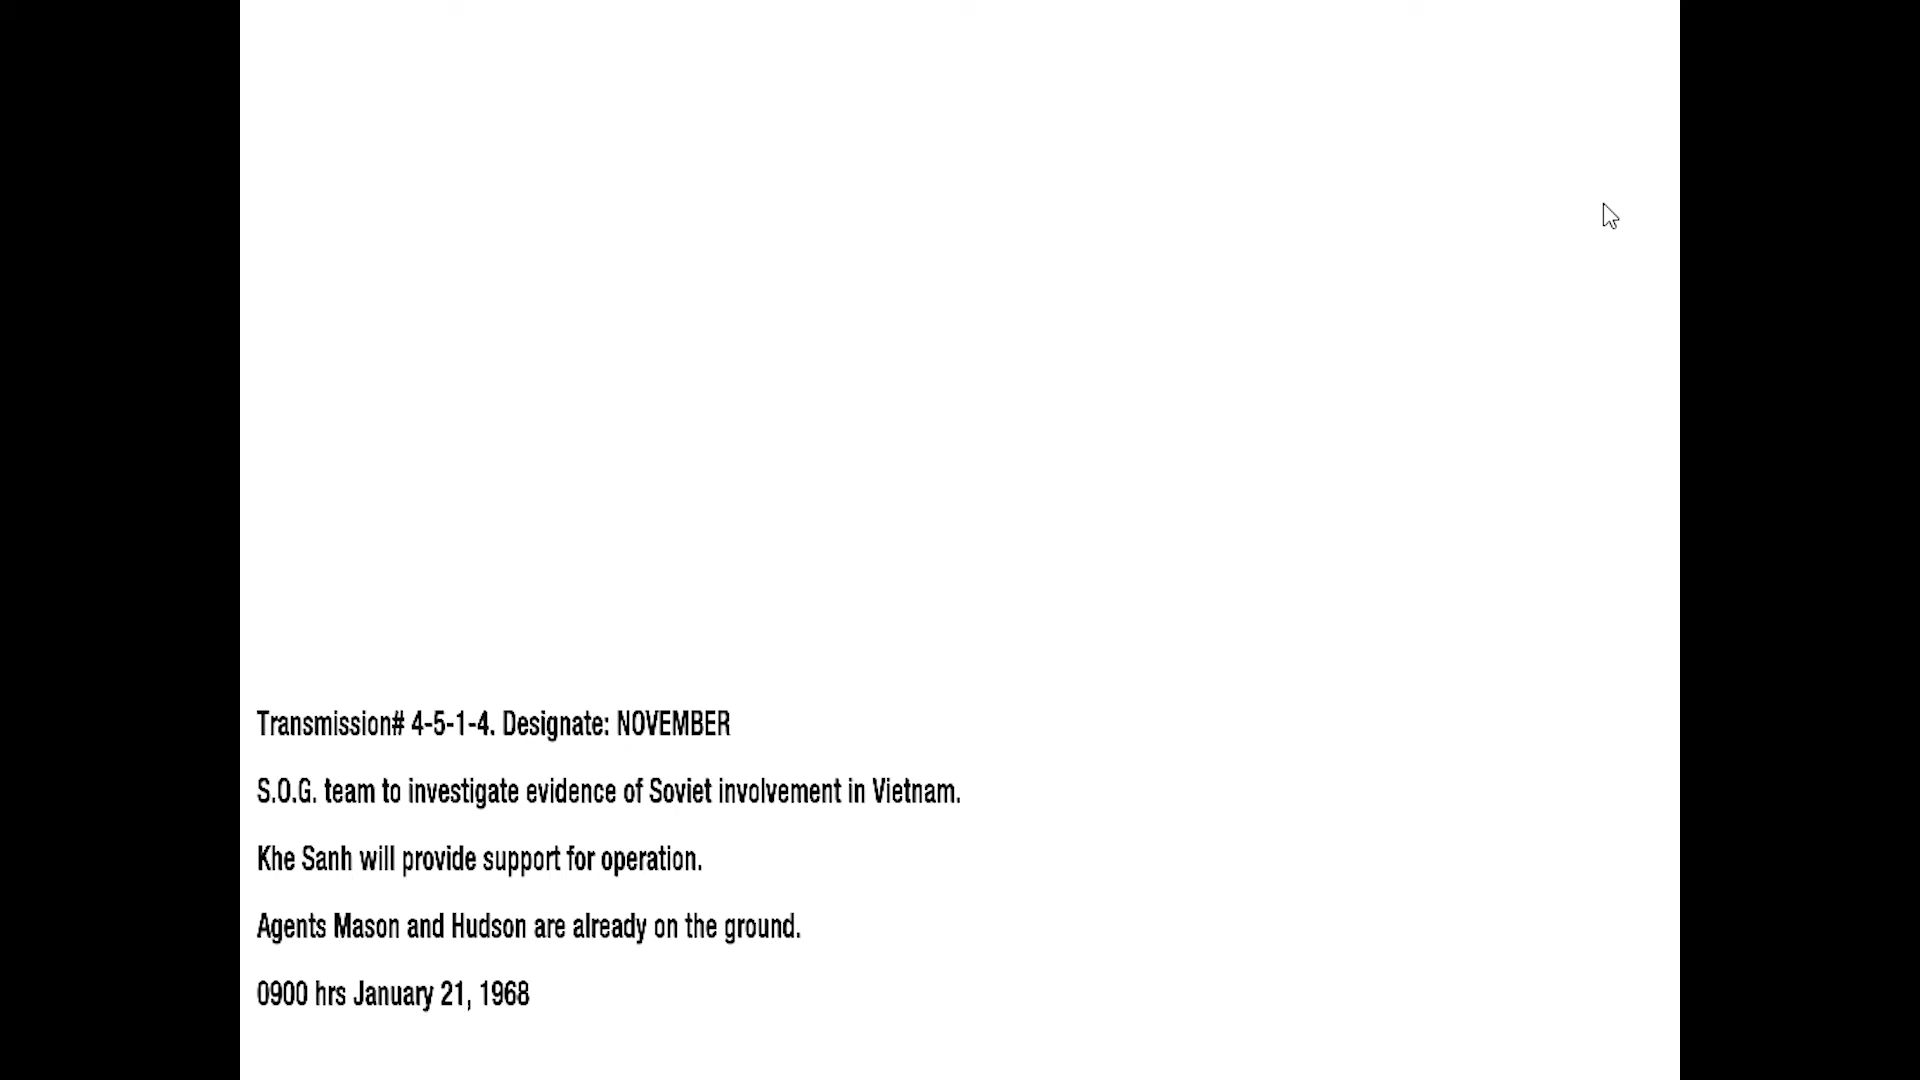 Transmission# 4-5-1-4. Designate: NOVEMBER
S.O.G. team to investigate evidence of Soviet involvement in Vietnam.
Khe Sanh will provide support for operation.
Agents Mason and Hudson are already on the ground.
0900 hrs January 21, 1968